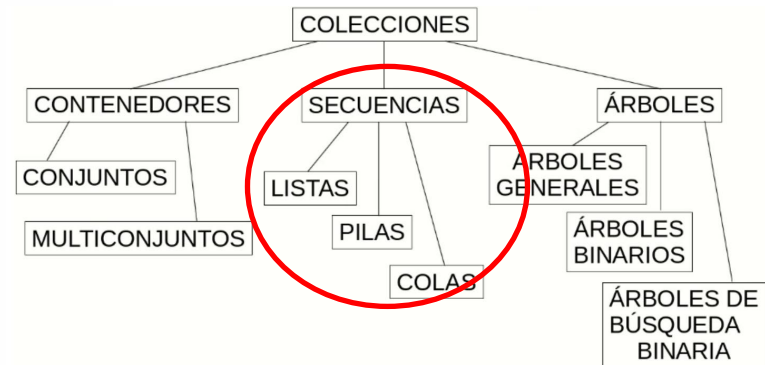 COLECCIONES
CONTENEDORES
SECUENCIAS
ÁRBOLES
CONJUNTOS
MULTICONJUNTOS
LISTAS
PILAS
COLAS
ÁRBOLES
GENERALES
ÁRBOLES
BINARIOS
ÁRBOLES DE
BÚSQUEDA
BINARIA